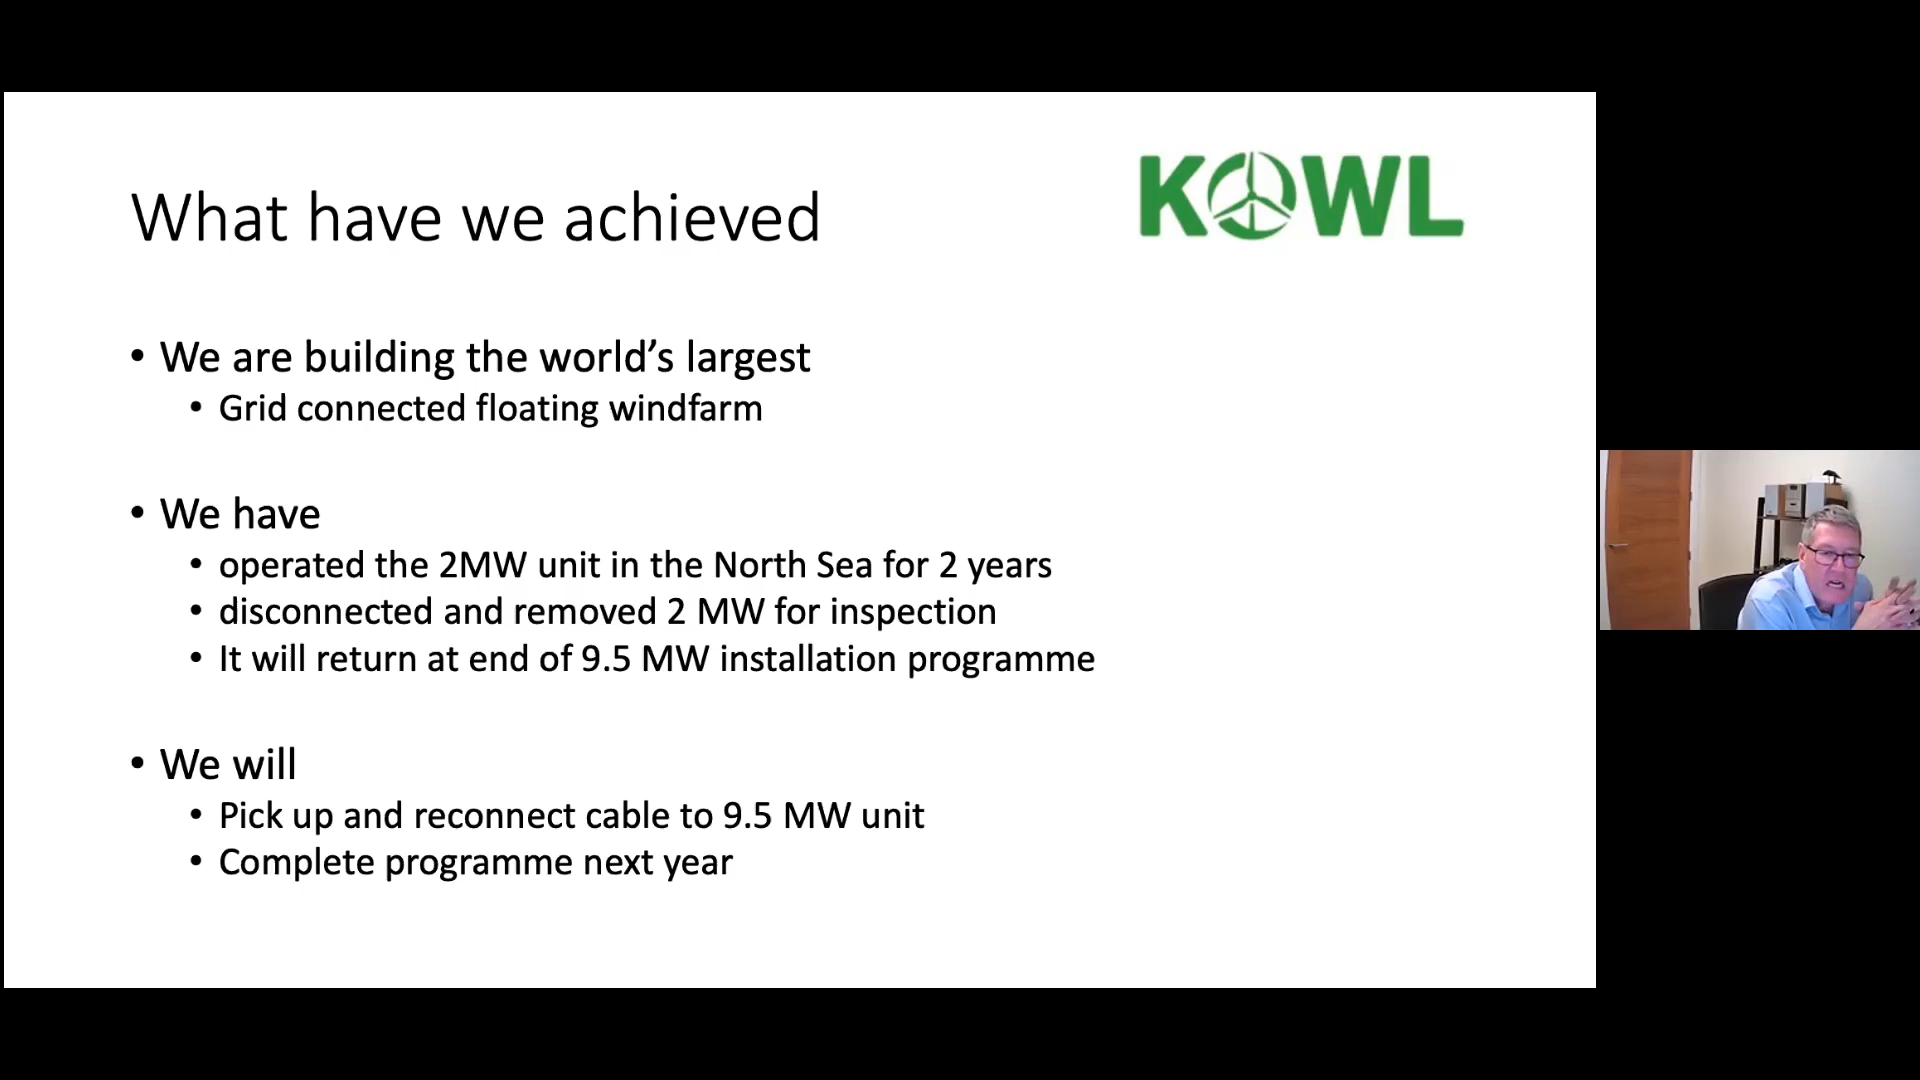 What have we achieved
KOWL
• We are building the world’s largest
• Grid connected floating windfarm
• We have
• operated the 2MW unit in the North Sea for 2 years
• disconnected and removed 2 MW for inspection
• It will return at end of 9.5 MW installation programme
• We will
• Pick up and reconnect cable to 9.5 MW unit
• Complete programme next year